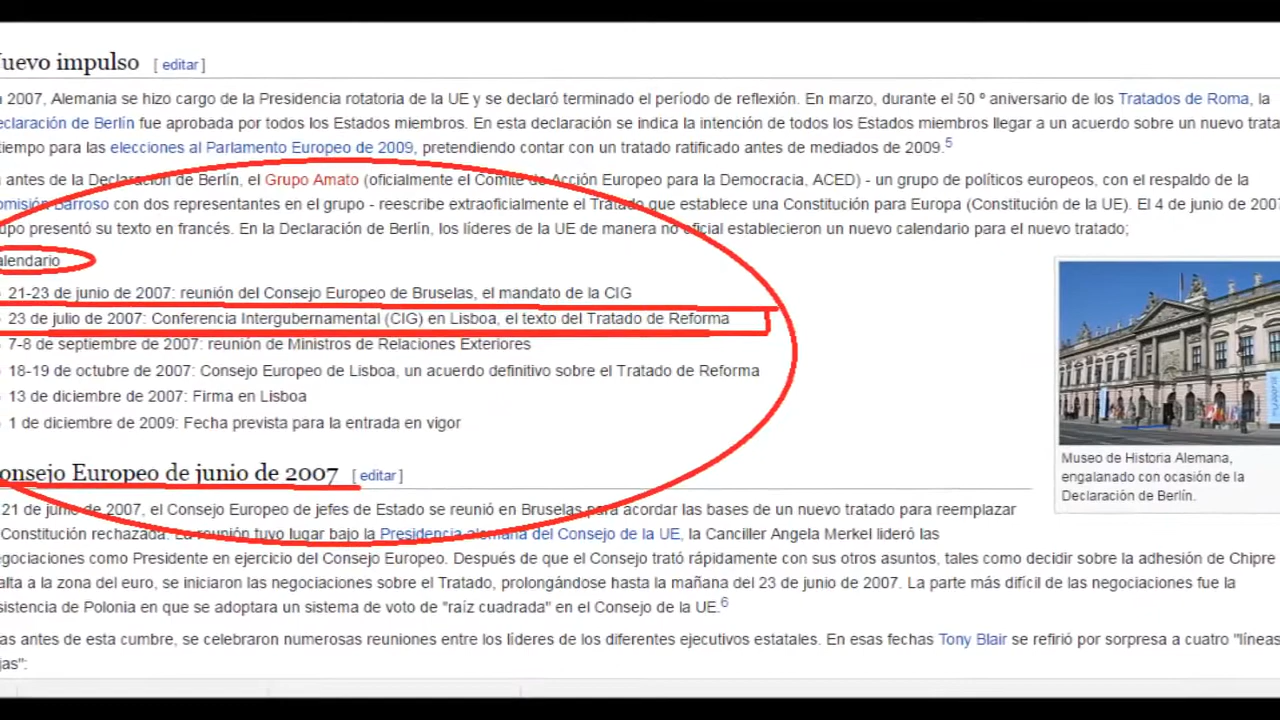 uevo impulso [ editar ]
2007, Alemania se hizo cargo de la Presidencia rotatoria de la UE y se declaró terminado el período de reflexión. En marzo, durante el 50 º aniversario de los Tratados de Roma, la
eclaración de Berlín fue aprobada por todos los Estados miembros. En esta declaración se indica la intención de todos los Estados miembros llegar a un acuerdo sobre un nuevo trata
tiempo para las elecciones al Parlamento Europeo de 2009, pretendiendo contar con un tratado ratificado antes de mediados de 2009.5
antes de la Declaración de Berlín, el Grupo Amato (oficialmente el Comité de Acción Europeo para la Democracia, ACED) - un grupo de políticos europeos, con el respaldo de la
omisión Barroso con dos representantes en el grupo - reescribe extraoficialmente el Tratado que establece una Constitución para Europa (Constitución de la UE). El 4 de junio de 2007
upo presentó su texto en francés. En la Declaración de Berlín, los líderes de la UE de manera no oficial establecieron un nuevo calendario para el nuevo tratado;
alendario
21-23 de junio de 2007: reunión del Consejo Europeo de Bruselas, el mandato de la CIG
23 de julio de 2007: Conferencia Intergubernamental (CIG) en Lisboa, el texto del Tratado de Reforma
7-8 de septiembre de 2007: reunión de Ministros de Relaciones Exteriores
18-19 de octubre de 2007: Consejo Europeo de Lisboa, un acuerdo definitivo sobre el Tratado de Reforma
13 de diciembre de 2007: Firma en Lisboa
1 de diciembre de 2009: Fecha prevista para la entrada en vigor
Museo de Historia Alemana,
engalanado con ocasión de la
Declaración de Berlín.
onsejo Europeo de junio de 2007 [ editar ]
21 de junio de 2007, el Consejo Europeo de jefes de Estado se reunió en Bruselas para acordar las bases de un nuevo tratado para reemplazar
Constitución rechazada. La reunión tuvo lugar bajo la Presidencia alemana del Consejo de la UE, la Canciller Angela Merkel lideró las
egociaciones como Presidente en ejercicio del Consejo Europeo. Después de que el Consejo trató rápidamente con sus otros asuntos, tales como decidir sobre la adhesión de Chipre
alta a la zona del euro, se iniciaron las negociaciones sobre el Tratado, prolongándose hasta la mañana del 23 de junio de 2007. La parte más difícil de las negociaciones fue la
sistencia de Polonia en que se adoptara un sistema de voto de "raíz cuadrada" en el Consejo de la UE.6
as antes de esta cumbre, se celebraron numerosas reuniones entre los líderes de los diferentes ejecutivos estatales. En esas fechas Tony Blair se refirió por sorpresa a cuatro "líneas
jas":